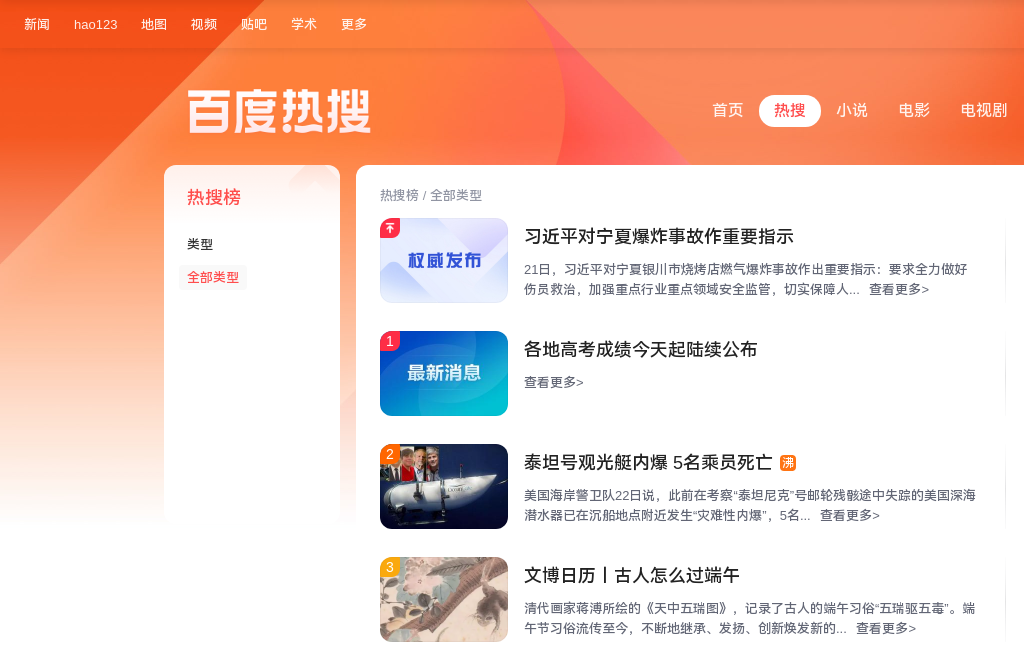 新闻 hao123 地图 视频 贴吧 学术 更多
百度热搜
首页 热搜 小说 电影 电视剧
热搜榜
类型
全部类型
热搜榜 / 全部类型
权威发布
习近平对宁夏爆炸事故作重要指示
21日，习近平对宁夏银川市烧烤店燃气爆炸事故作出重要指示：要求全力做好
伤员救治，加强重点行业重点领域安全监管，切实保障人... 查看更多>
1
最新消息
各地高考成绩今天起陆续公布
查看更多>
2
泰坦号观光艇内爆 5名乘员死亡 沸
美国海岸警卫队22日说，此前在考察“泰坦尼克”号邮轮残骸途中失踪的美国深海
潜水器已在沉船地点附近发生“灾难性内爆”，5名... 查看更多>
3
文博日历丨古人怎么过端午
清代画家蒋溥所绘的《天中五瑞图》，记录了古人的端午习俗“五瑞驱五毒”。端
午节习俗流传至今，不断地继承、发扬、创新焕发新的... 查看更多>